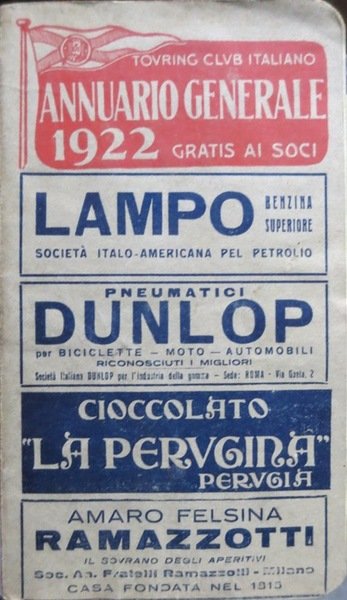 TOVRING CLVB ITALIANO
ANNUARIO GENERALE
1922 GRATIS AI SOCI
LAMPO BENZINA SUPERIORE
SOCIETÀ ITALO-AMERICANA PEL PETROLIO
PNEUMATICI
DUNLOP
per BICICLETTE — MOTO — AUTOMOBILI
RICONOSCIUTI I MIGLIORI
Società Italiana DUNLOP per l'industria della gomma - Sede: ROMA - Via Gaeta, 2
CIOCCOLATO
"LA PERVGINA"
PERVGIA
AMARO FELSINA
RAMAZZOTTI
IL SOVRANO DEGLI APERITIVI
Soc. An. Fratelli Ramazzotti - Milano
CASA FONDATA NEL 1815